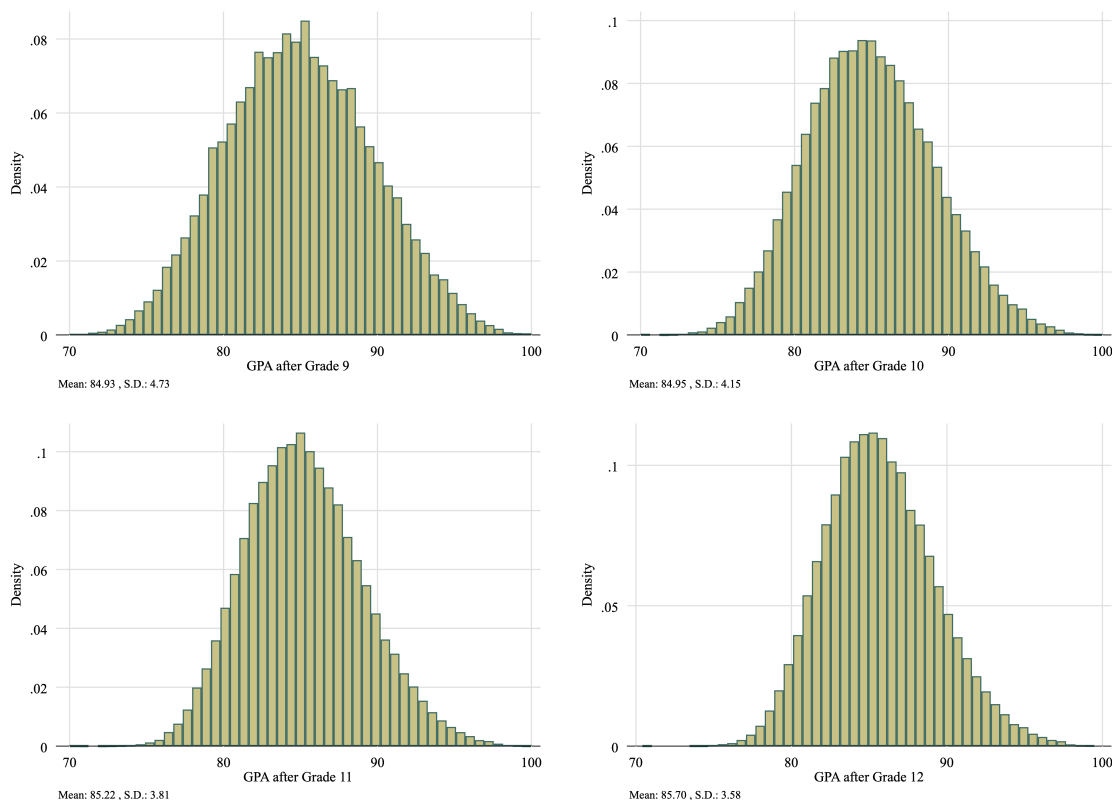 .08
.06
.04
.02
0
Density
70 80 90 100
GPA after Grade 9
Mean: 84.93 , S.D.: 4.73
.1
.08
.06
.04
.02
0
Density
70 80 90 100
GPA after Grade 10
Mean: 84.95 , S.D.: 4.15
.1
.08
.06
.04
.02
0
Density
70 80 90 100
GPA after Grade 11
Mean: 85.22 , S.D.: 3.81
.1
.05
0
Density
70 80 90 100
GPA after Grade 12
Mean: 85.70 , S.D.: 3.58